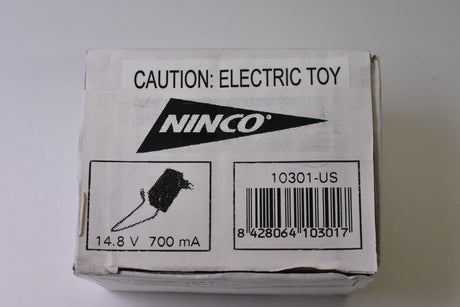 CAUTION: ELECTRIC TOY
NINCO®
14.8 V 700 mA
10301-US
8 428064 103017